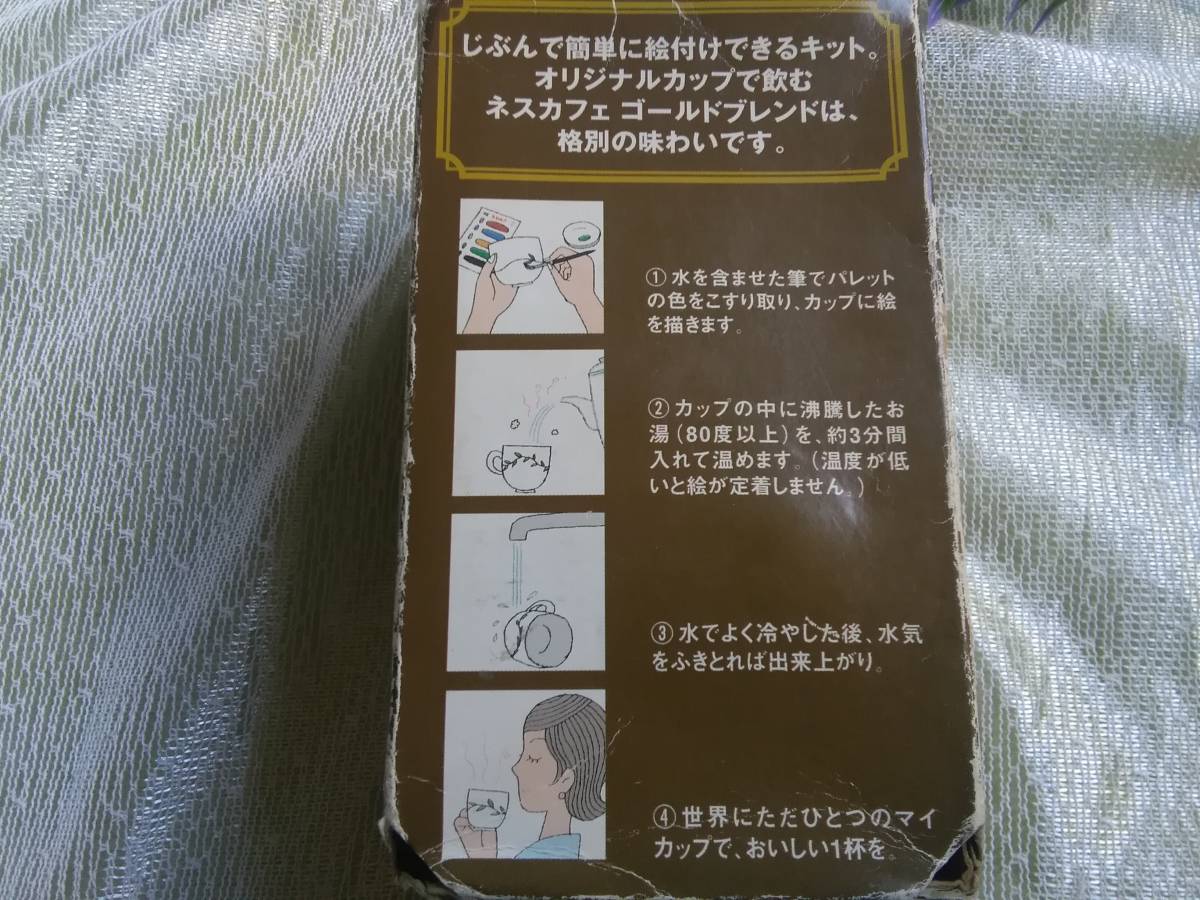 じぶんで簡単に絵付けできるキット。
オリジナルカップで飲む
ネスカフェ ゴールドブレンドは、
格別の味わいです。
① 水を含ませた筆でパレット
の色をこすり取り、カップに絵
を描きます。
② カップの中に沸騰したお
湯(80度以上)を、約3分間
入れて温めます。(温度が低
いと絵が定着しません。)
③ 水でよく冷やした後、水気
をふきとれば出来上がり。
④ 世界にただひとつのマイ
カップで、おいしい1杯を。